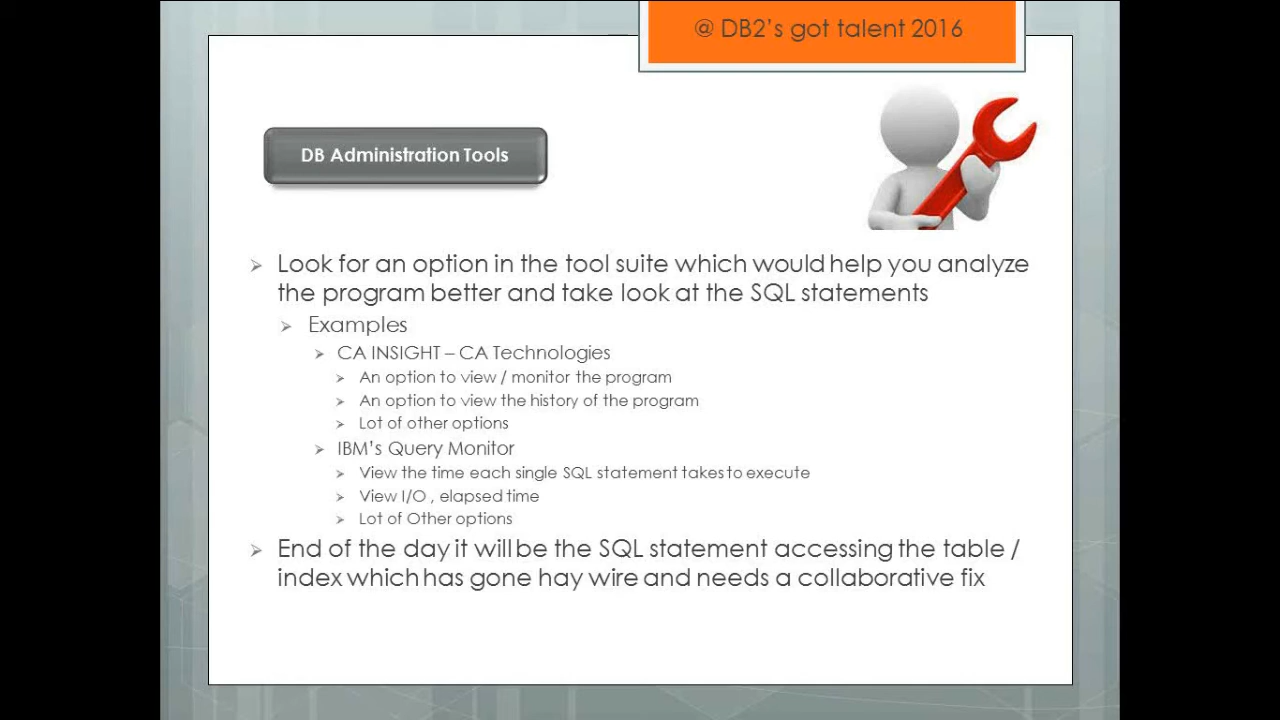 @ DB2's got talent 2016
DB Administration Tools
Look for an option in the tool suite which would help you analyze
the program better and take look at the SQL statements
Examples
CA INSIGHT – CA Technologies
An option to view / monitor the program
An option to view the history of the program
Lot of other options
IBM's Query Monitor
View the time each single SQL statement takes to execute
View I/O , elapsed time
Lot of Other options
End of the day it will be the SQL statement accessing the table /
index which has gone hay wire and needs a collaborative fix